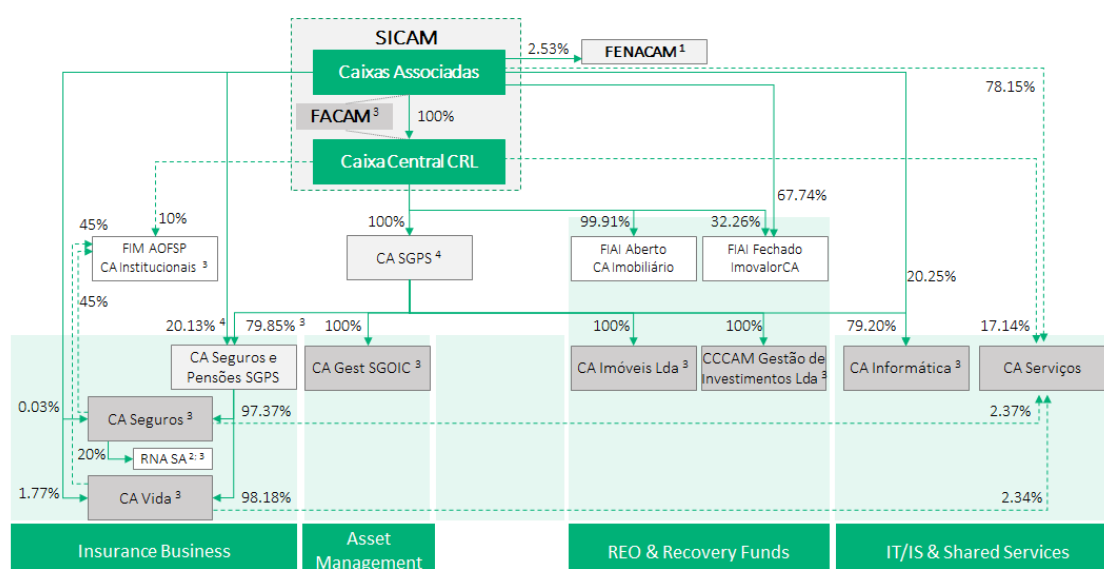 SICAM
Caixas Associadas
2.53%
FENACAM ¹
78.15%
FACAM ³
100%
Caixa Central CRL
67.74%
45%
10%
100%
99.91%
32.26%
FIM AOFSP
CA Institucionais ³
CA SGPS ⁴
FIAI Aberto
CA Imobiliário
FIAI Fechado
ImovalorCA
20.25%
45%
20.13% ⁴
79.85% ³
100%
100%
100%
79.20%
17.14%
CA Seguros e
Pensões SGPS
CA Gest SGOIC ³
CA Imóveis Lda ³
CCCAM Gestão de
Investimentos Lda ³
CA Informática ³
CA Serviços
0.03%
CA Seguros ³
97.37%
2.37%
20%
RNA SA ²˙ ³
1.77%
CA Vida ³
98.18%
2.34%
Insurance Business
Asset
Management
REO & Recovery Funds
IT/IS & Shared Services